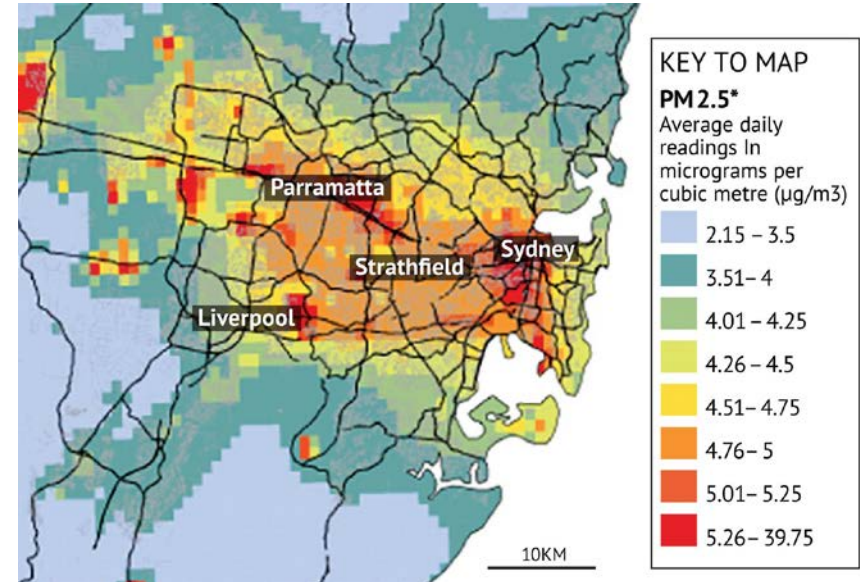 Parramatta
Sydney
Strathfield
Liverpool
10KM
KEY TO MAP
PM 2.5*
Average daily
readings In
micrograms per
cubic metre (µg/m3)
2.15 – 3.5
3.51– 4
4.01 – 4.25
4.26 – 4.5
4.51– 4.75
4.76 – 5
5.01 – 5.25
5.26 – 39.75